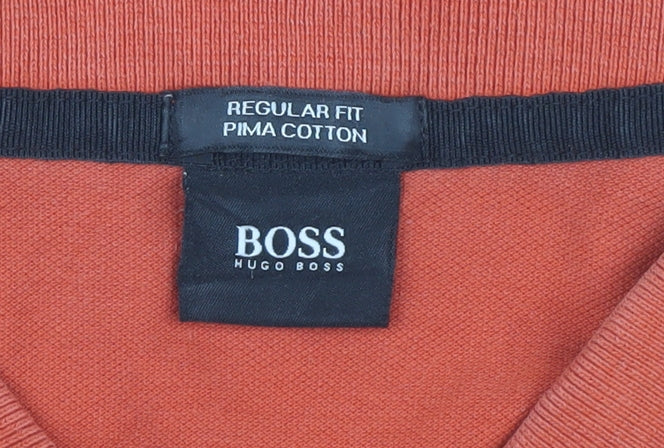 REGULAR FIT
PIMA COTTON
BOSS
HUGO BOSS